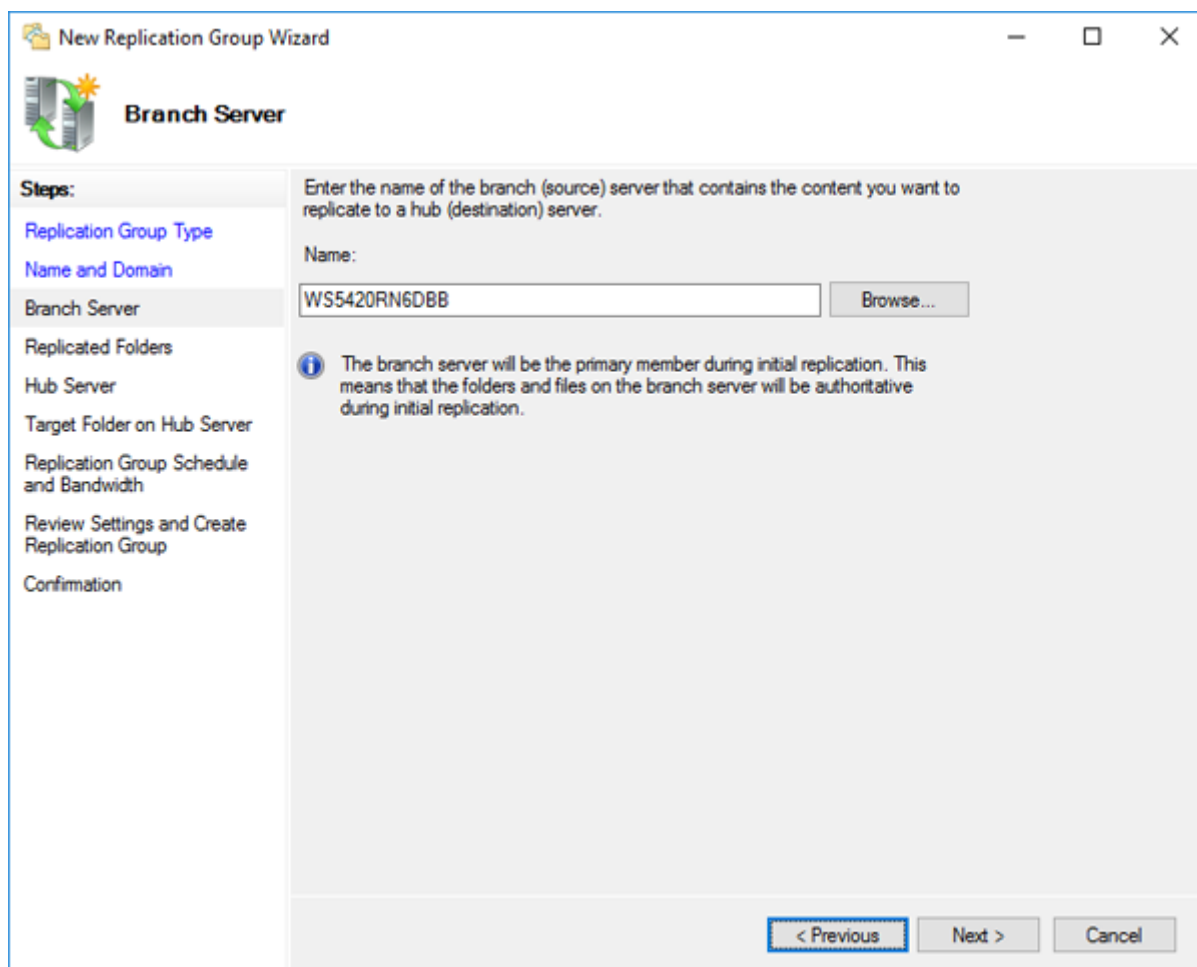 New Replication Group Wizard
Branch Server
Steps:
Replication Group Type
Name and Domain
Branch Server
Replicated Folders
Hub Server
Target Folder on Hub Server
Replication Group Schedule
and Bandwidth
Review Settings and Create
Replication Group
Confirmation
Enter the name of the branch (source) server that contains the content you want to
replicate to a hub (destination) server.
Name:
WS5420RN6DBB
Browse...
The branch server will be the primary member during initial replication. This
means that the folders and files on the branch server will be authoritative
during initial replication.
< Previous
Next >
Cancel